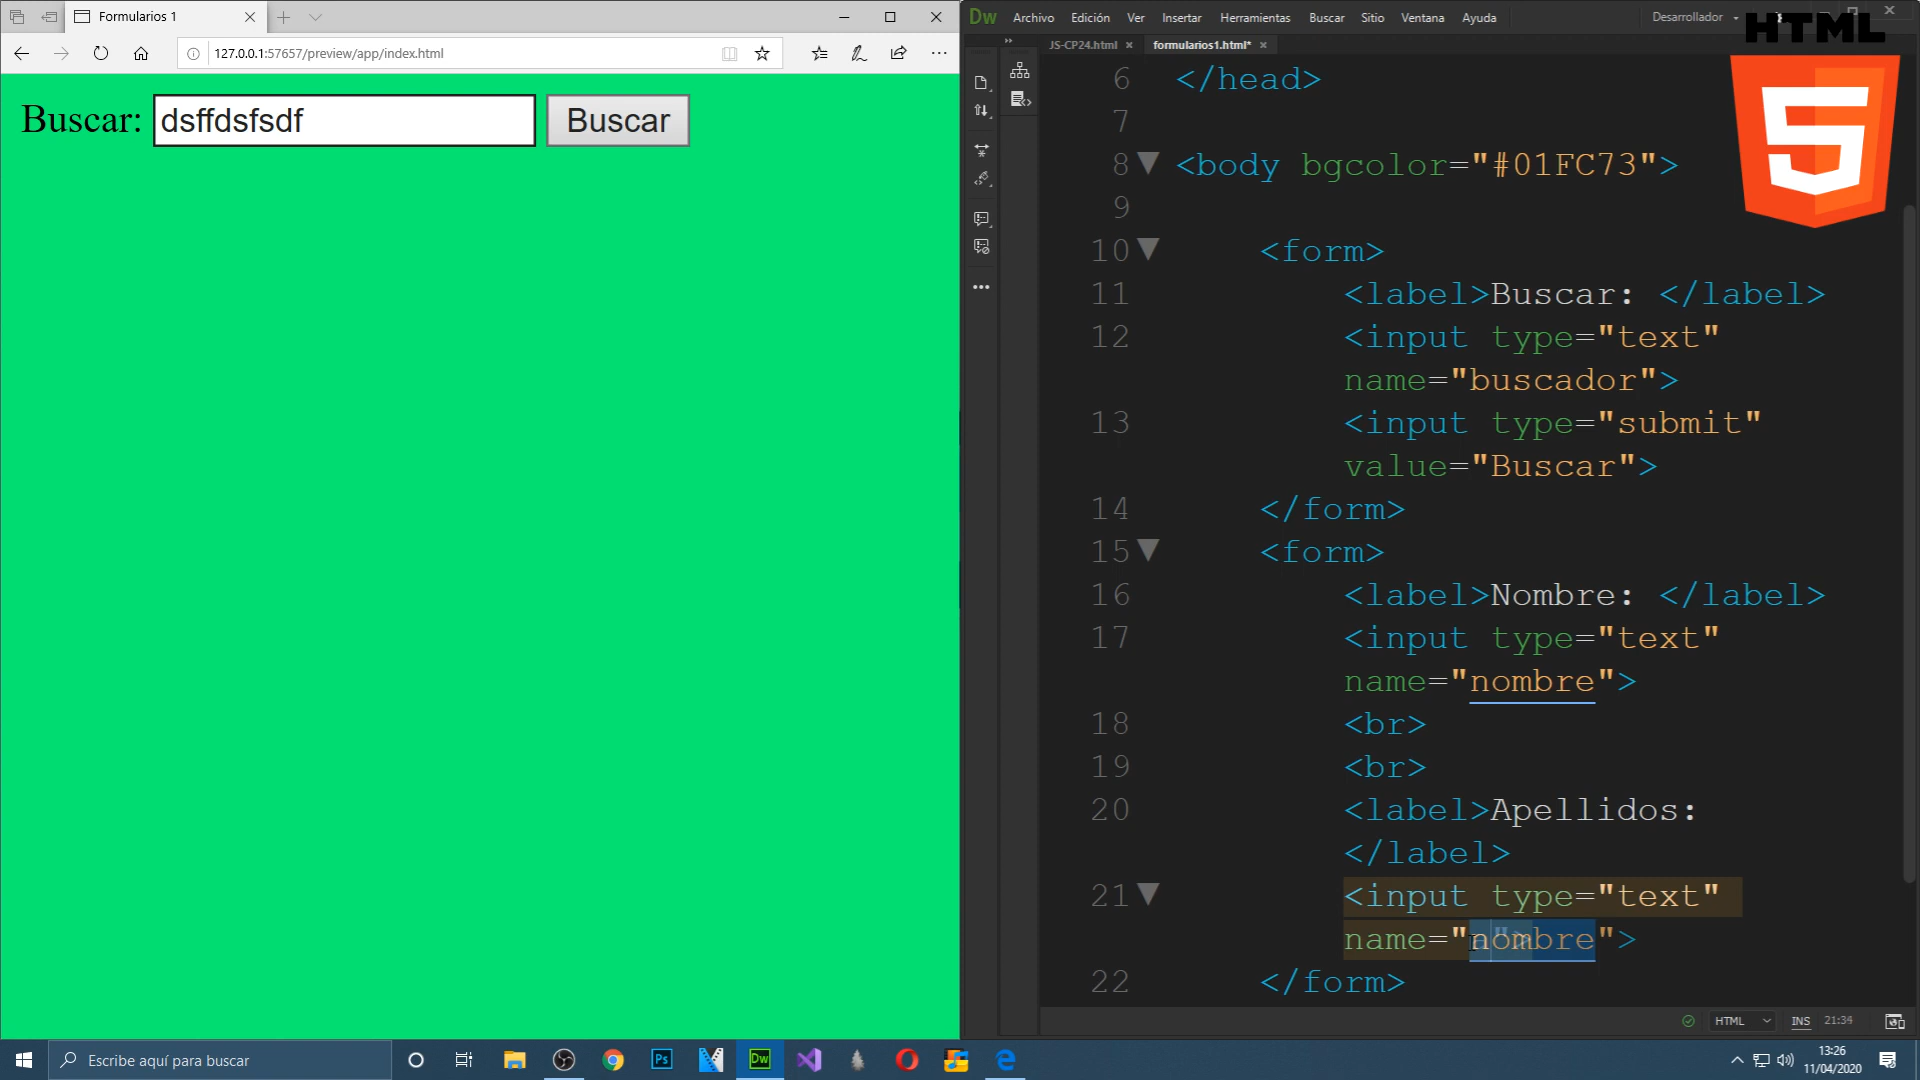 Formularios 1
127.0.0.1:57657/preview/app/index.html
Buscar: dsffdsfsdf Buscar
Dw Archivo Edición Ver Insertar Herramientas Buscar Sitio Ventana Ayuda Desarrollador
HTML
JS-CP24.html formularios1.html*
6 </head>
7
8 <body bgcolor="#01FC73">
9
10 <form>
11 <label>Buscar: </label>
12 <input type="text"
name="buscador">
13 <input type="submit"
value="Buscar">
14 </form>
15 <form>
16 <label>Nombre: </label>
17 <input type="text"
name="nombre">
18 <br>
19 <br>
20 <label>Apellidos:
</label>
21 <input type="text"
name="nombre">
22 </form>
HTML INS 21:34
Escribe aquí para buscar
Ps
Dw
13:26
11/04/2020